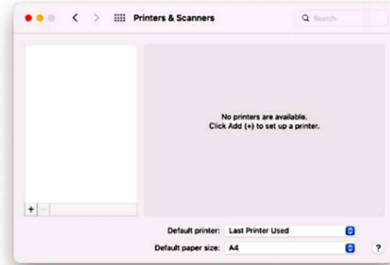 Printers & Scanners
Search
No printers are available.
Click Add (+) to set up a printer.
+ −
Default printer: Last Printer Used
Default paper size: A4
?